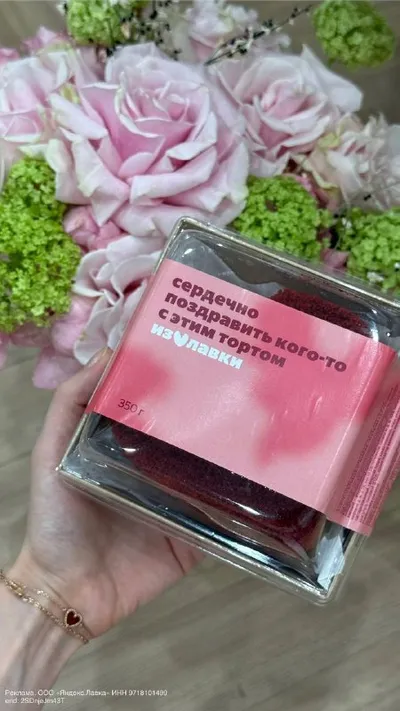 сердечно
поздравить кого-то
с этим тортом
из лавки
350 г
Реклама. ООО «Яндекс.Лавка» ИНН 9718101499